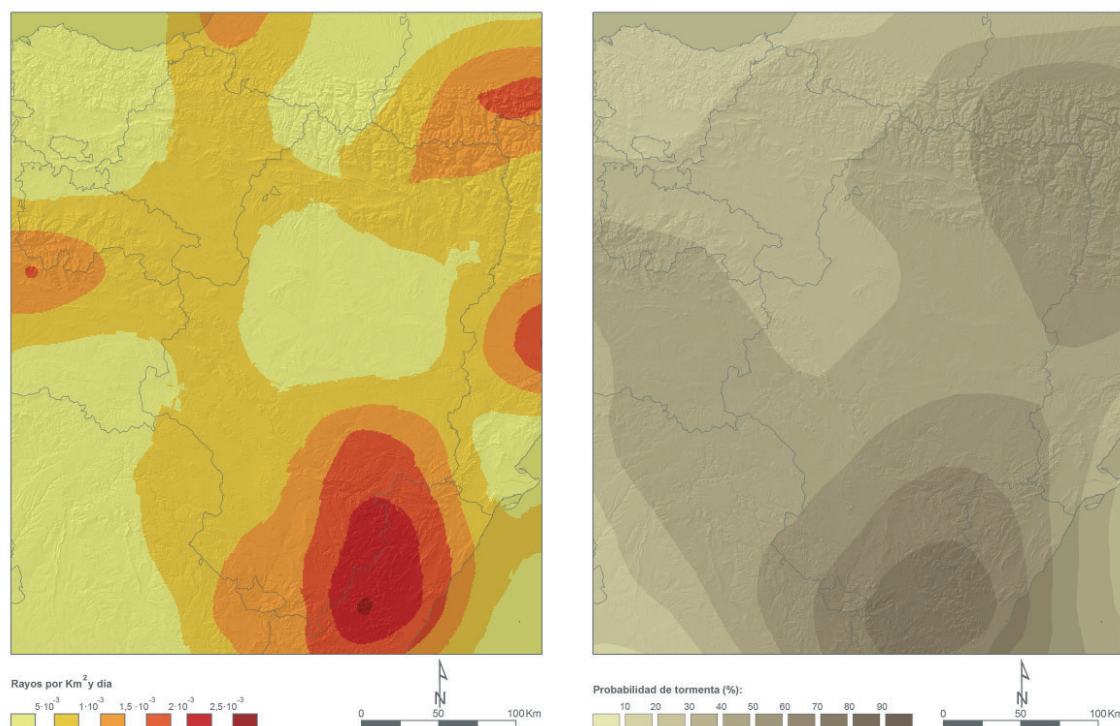 Rayos por Km² y día
5·10⁻³ 1·10⁻³ 1,5·10⁻³ 2·10⁻³ 2,5·10⁻³
N
0 50 100 Km
Probabilidad de tormenta (%):
10 20 30 40 50 60 70 80 90
N
0 50 100 Km